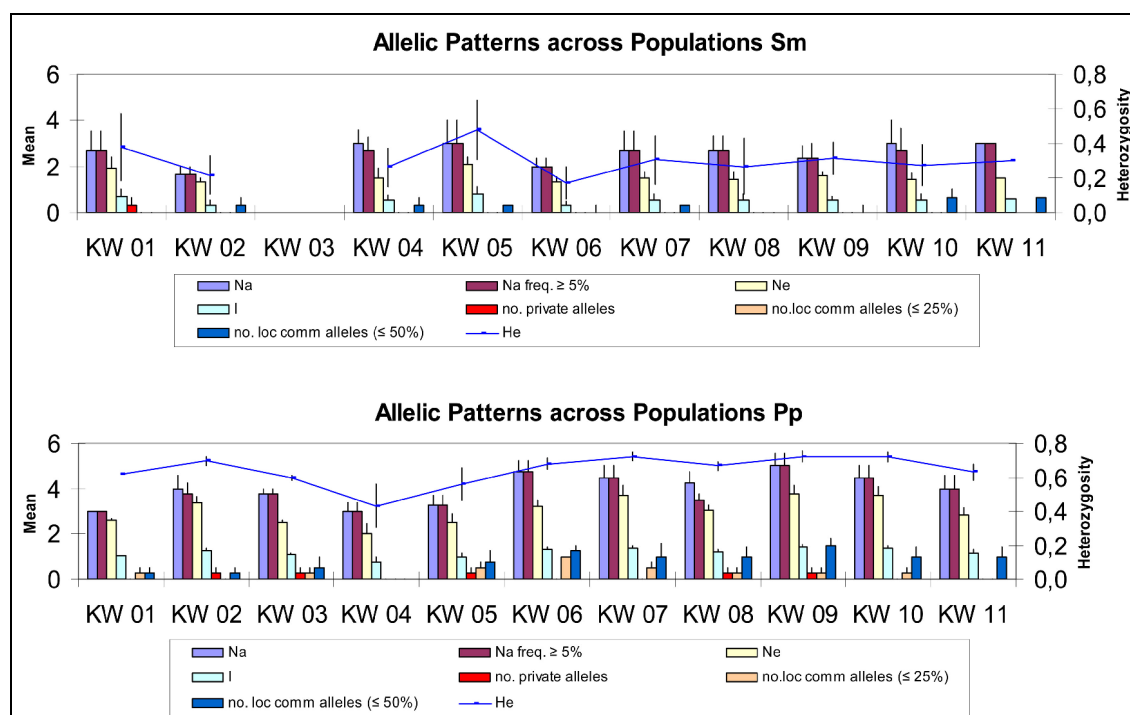 Allelic Patterns across Populations Sm
6
4
2
0
Mean
0,8
0,6
0,4
0,2
0,0
Heterozygosity
KW 01 KW 02 KW 03 KW 04 KW 05 KW 06 KW 07 KW 08 KW 09 KW 10 KW 11
Na Na freq. ≥ 5% Ne
I no. private alleles no.loc comm alleles (≤ 25%)
no. loc comm alleles (≤ 50%) He
Allelic Patterns across Populations Pp
6
4
2
0
Mean
0,8
0,6
0,4
0,2
0,0
Heterozygosity
KW 01 KW 02 KW 03 KW 04 KW 05 KW 06 KW 07 KW 08 KW 09 KW 10 KW 11
Na Na freq. ≥ 5% Ne
I no. private alleles no.loc comm alleles (≤ 25%)
no. loc comm alleles (≤ 50%) He